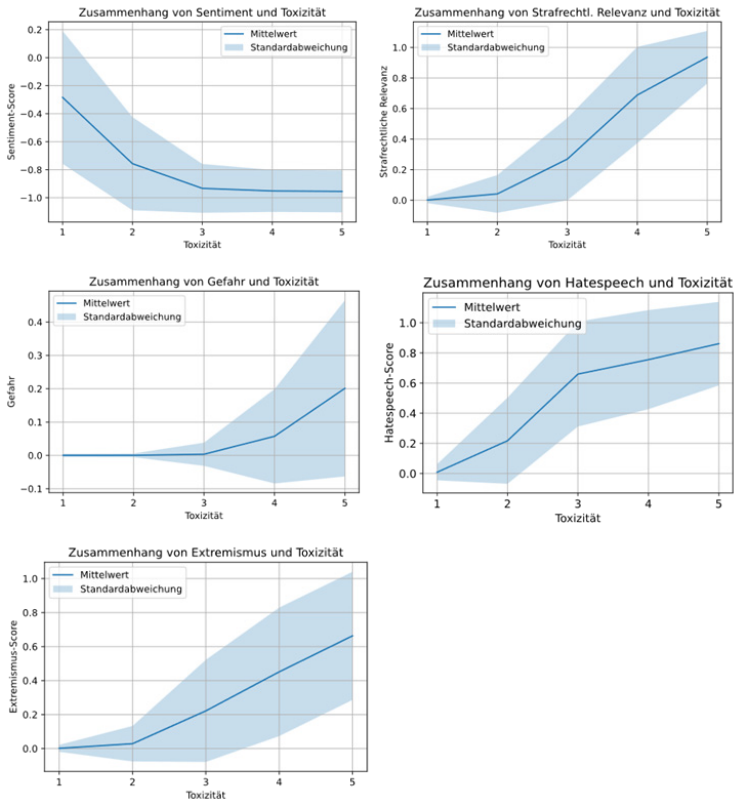 Zusammenhang von Sentiment und Toxizität
Mittelwert
Standardabweichung
Sentiment-Score
0.2
0.0
−0.2
−0.4
−0.6
−0.8
−1.0
1 2 3 4 5
Toxizität
Zusammenhang von Strafrechtl. Relevanz und Toxizität
Mittelwert
Standardabweichung
Strafrechtliche Relevanz
1.0
0.8
0.6
0.4
0.2
0.0
1 2 3 4 5
Toxizität
Zusammenhang von Gefahr und Toxizität
Mittelwert
Standardabweichung
Gefahr
0.4
0.3
0.2
0.1
0.0
−0.1
1 2 3 4 5
Toxizität
Zusammenhang von Hatespeech und Toxizität
Mittelwert
Standardabweichung
Hatespeech-Score
1.0
0.8
0.6
0.4
0.2
0.0
1 2 3 4 5
Toxizität
Zusammenhang von Extremismus und Toxizität
Mittelwert
Standardabweichung
Extremismus-Score
1.0
0.8
0.6
0.4
0.2
0.0
1 2 3 4 5
Toxizität